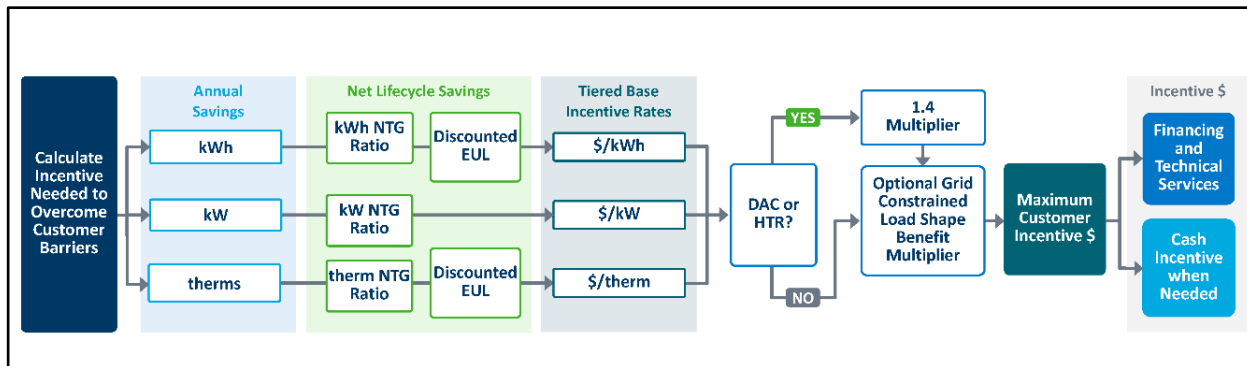 Calculate
Incentive
Needed to
Overcome
Customer
Barriers
Annual
Savings
kWh
kW
therms
Net Lifecycle Savings
kWh NTG
Ratio
Discounted
EUL
kW NTG
Ratio
therm NTG
Ratio
Discounted
EUL
Tiered Base
Incentive Rates
$/kWh
$/kW
$/therm
DAC or
HTR?
YES
NO
1.4
Multiplier
Optional Grid
Constrained
Load Shape
Benefit
Multiplier
Maximum
Customer
Incentive $
Incentive $
Financing
and
Technical
Services
Cash
Incentive
when
Needed